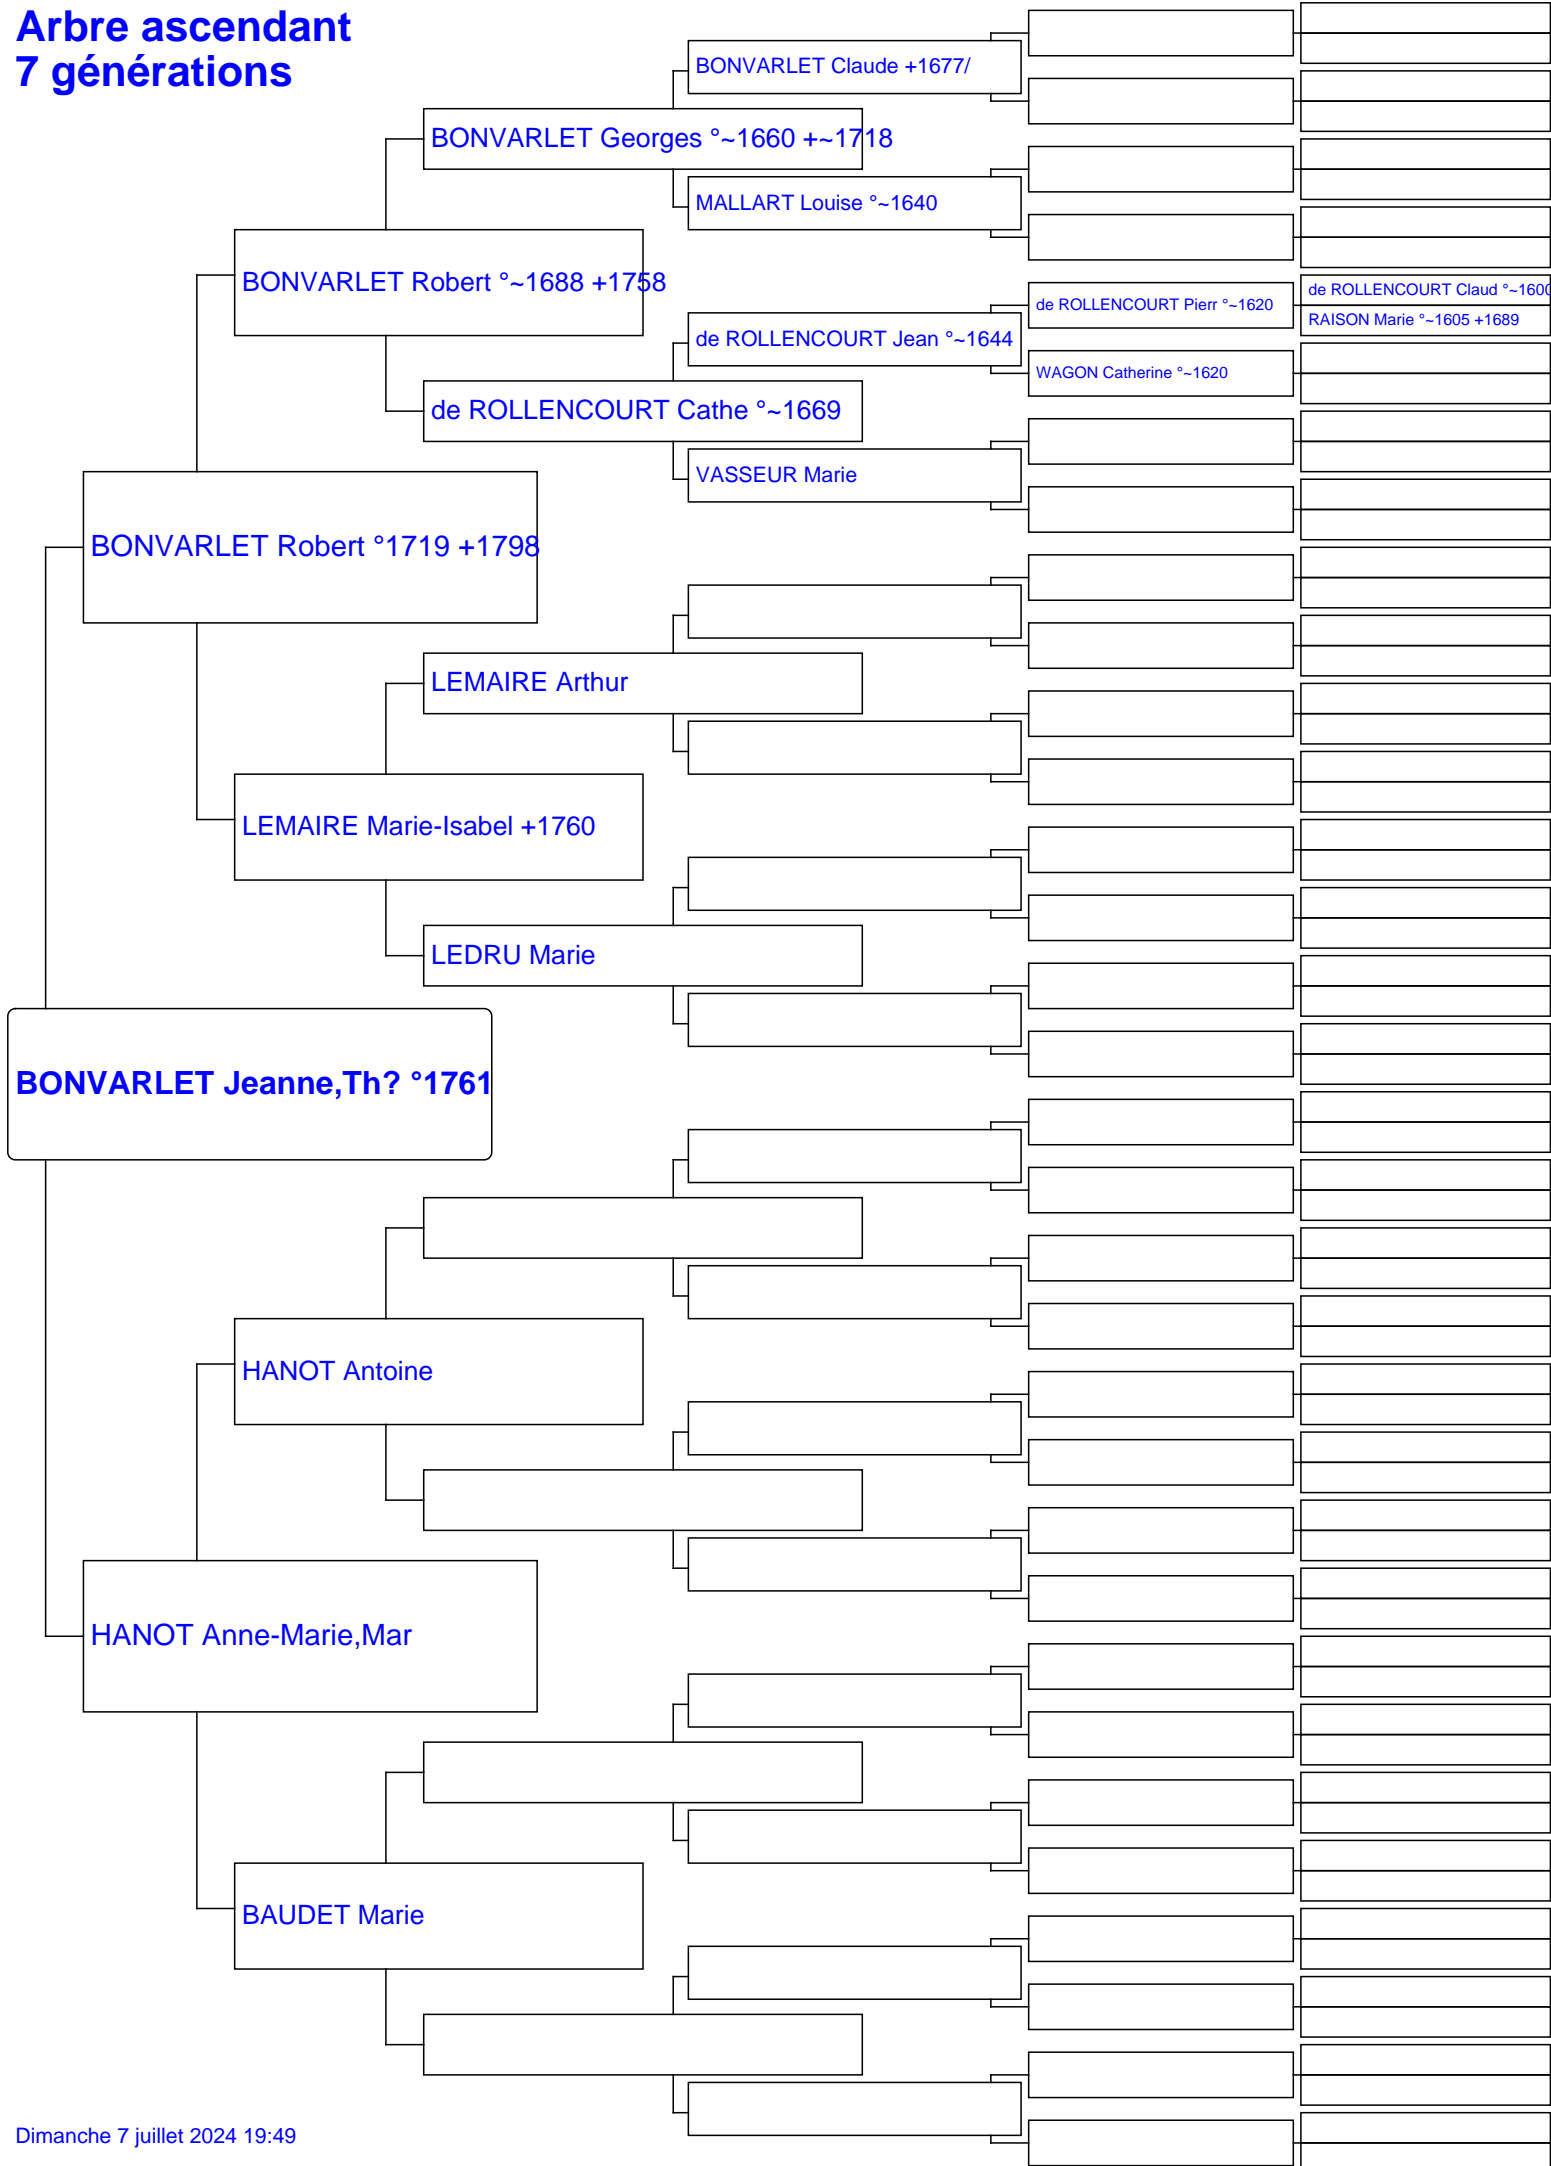 Arbre ascendant
7 générations
BONVARLET Claude +1677/
BONVARLET Georges °~1660 +~1718
MALLART Louise °~1640
BONVARLET Robert °~1688 +1758
de ROLLENCOURT Claud °~1600
de ROLLENCOURT Pierr °~1620
RAISON Marie °~1605 +1689
de ROLLENCOURT Jean °~1644
WAGON Catherine °~1620
de ROLLENCOURT Cathe °~1669
VASSEUR Marie
BONVARLET Robert °1719 +1798
LEMAIRE Arthur
LEMAIRE Marie-Isabel +1760
LEDRU Marie
BONVARLET Jeanne,Th? °1761
HANOT Antoine
HANOT Anne-Marie,Mar
BAUDET Marie
Dimanche 7 juillet 2024 19:49